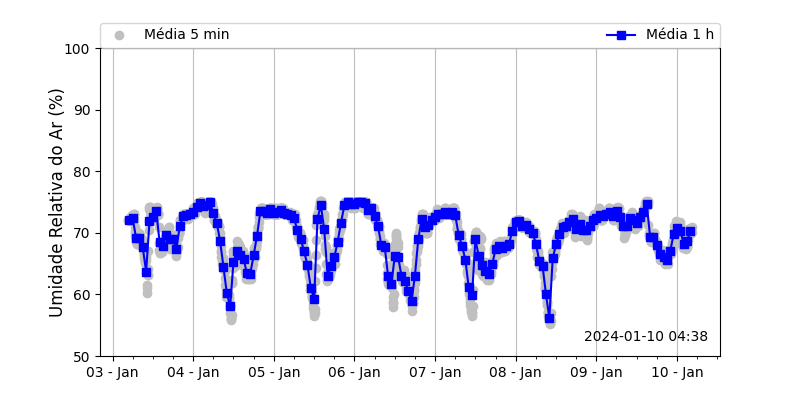 Média 5 min
Média 1 h
100
90
80
70
60
50
Umidade Relativa do Ar (%)
2024-01-10 04:38
03 - Jan
04 - Jan
05 - Jan
06 - Jan
07 - Jan
08 - Jan
09 - Jan
10 - Jan